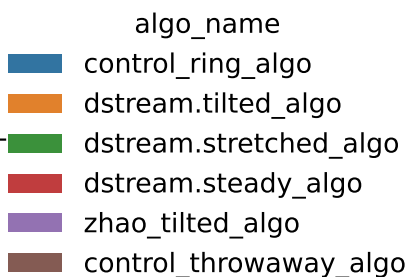 algo_name
control_ring_algo
dstream.tilted_algo
dstream.stretched_algo
dstream.steady_algo
zhao_tilted_algo
control_throwaway_algo